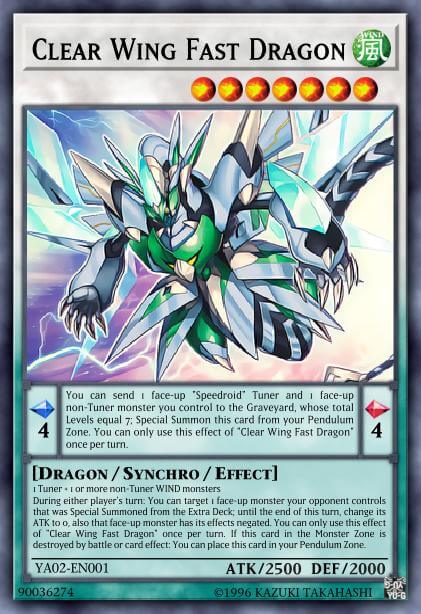 CLEAR WING FAST DRAGON
WIND
風
You can send 1 face-up "Speedroid" Tuner and 1 face-up
non-Tuner monster you control to the Graveyard, whose total
Levels equal 7; Special Summon this card from your Pendulum
Zone. You can only use this effect of "Clear Wing Fast Dragon"
once per turn.
4
4
[DRAGON / SYNCHRO / EFFECT]
1 Tuner + 1 or more non-Tuner WIND monsters
During either player's turn: You can target 1 face-up monster your opponent controls
that was Special Summoned from the Extra Deck; until the end of this turn, change its
ATK to 0, also that face-up monster has its effects negated. You can only use this effect
of "Clear Wing Fast Dragon" once per turn. If this card in the Monster Zone is
destroyed by battle or card effect: You can place this card in your Pendulum Zone.
YA02-EN001
ATK/2500 DEF/2000
90036274
©1996 KAZUKI TAKAHASHI